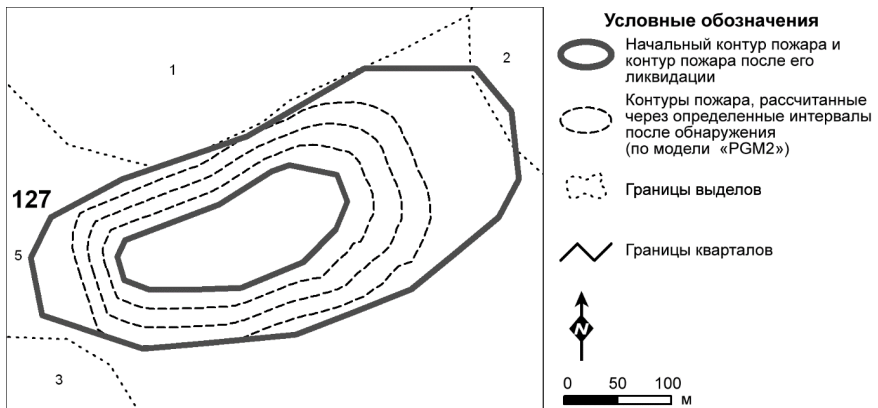 1
2
127
5
3
Условные обозначения
Начальный контур пожара и
контур пожара после его
ликвидации
Контуры пожара, рассчитанные
через определенные интервалы
после обнаружения
(по модели «PGM2»)
Границы выделов
Границы кварталов
N
0 50 100
м